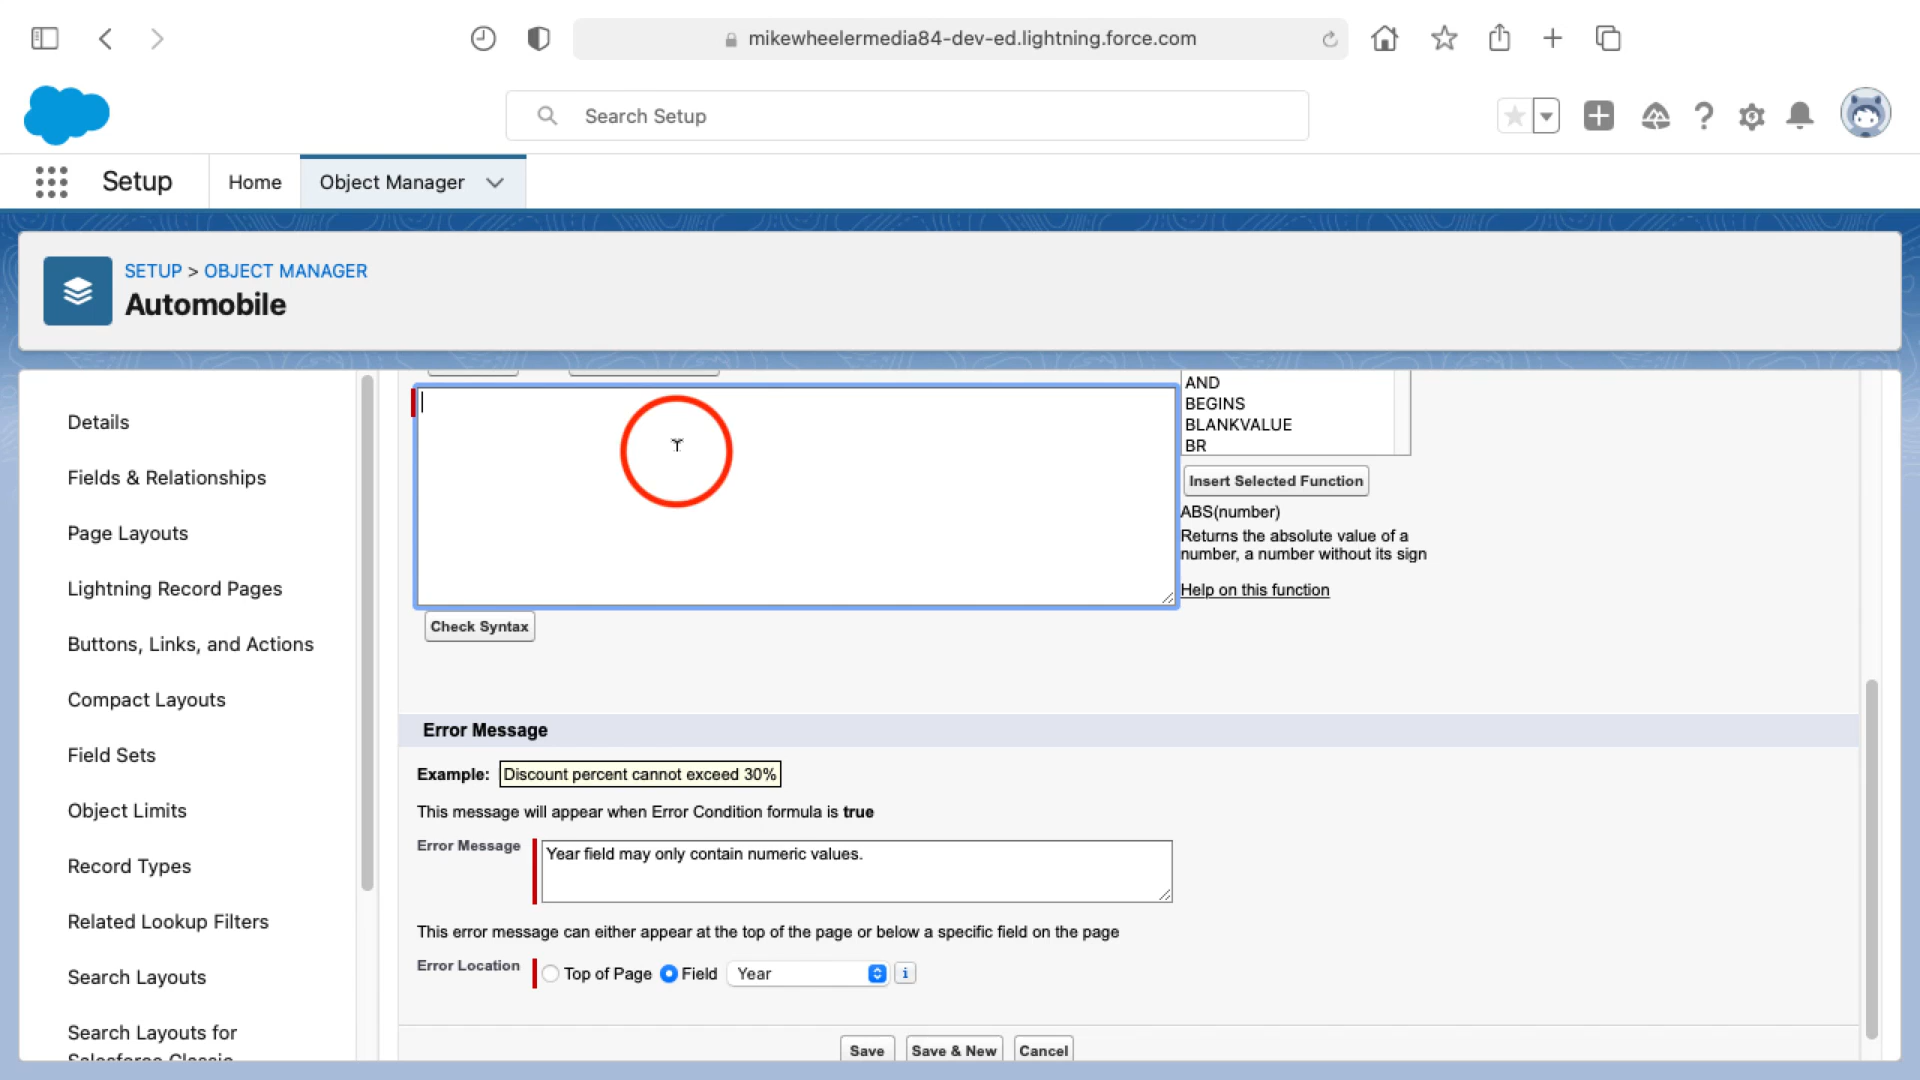 mikewheelermedia84-dev-ed.lightning.force.com
Search Setup
Setup
Home
Object Manager
SETUP > OBJECT MANAGER
Automobile
Details
Fields & Relationships
Page Layouts
Lightning Record Pages
Buttons, Links, and Actions
Compact Layouts
Field Sets
Object Limits
Record Types
Related Lookup Filters
Search Layouts
Search Layouts for
Salesforce Classic
AND
BEGINS
BLANKVALUE
BR
Insert Selected Function
ABS(number)
Returns the absolute value of a
number, a number without its sign
Help on this function
Check Syntax
Error Message
Example: Discount percent cannot exceed 30%
This message will appear when Error Condition formula is true
Error Message
Year field may only contain numeric values.
This error message can either appear at the top of the page or below a specific field on the page
Error Location Top of Page Field Year i
Save Save & New Cancel